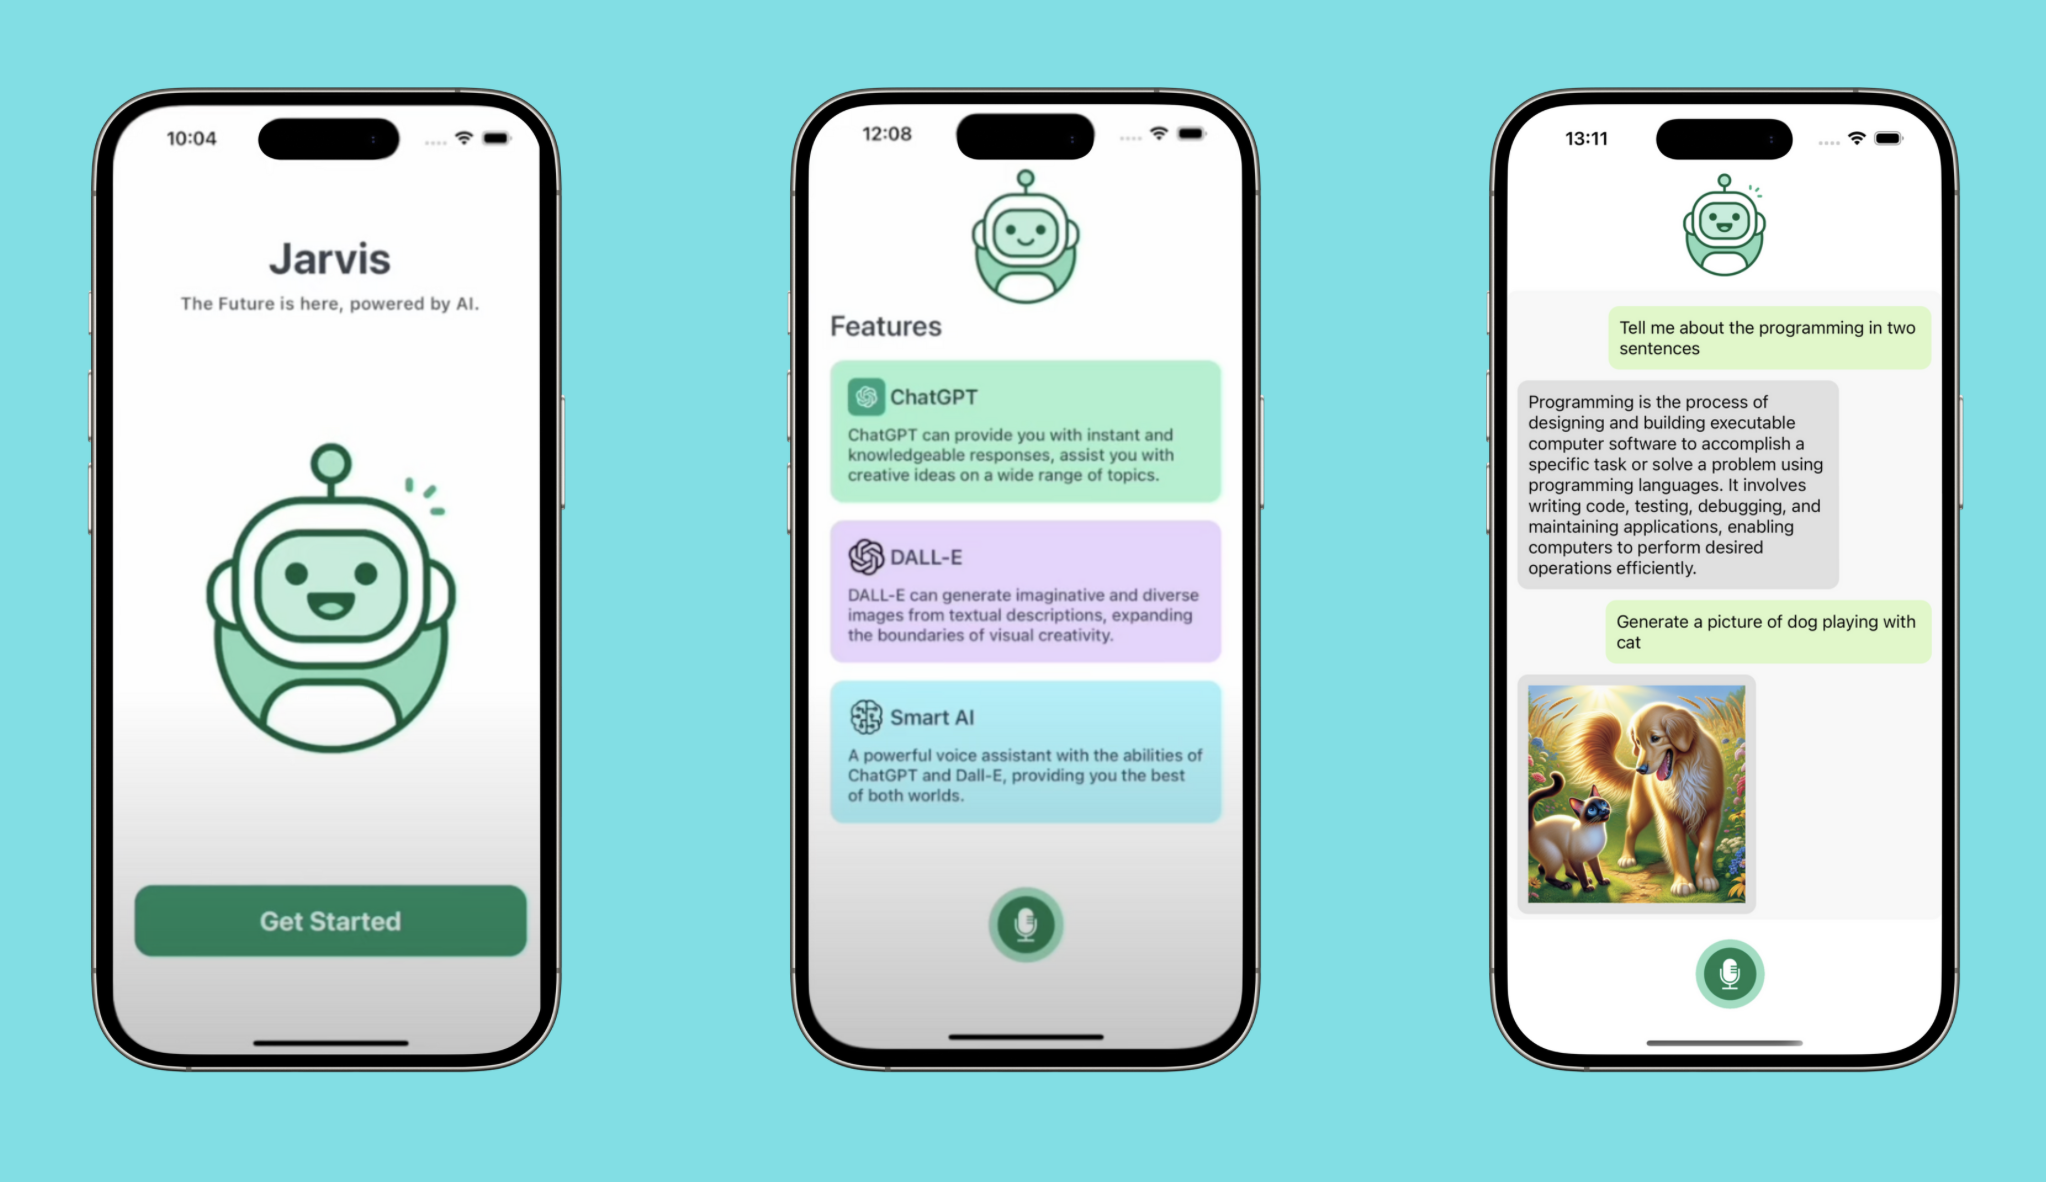 10:04
Jarvis
The Future is here, powered by AI.
Get Started
12:08
Features
ChatGPT
ChatGPT can provide you with instant and
knowledgeable responses, assist you with
creative ideas on a wide range of topics.
DALL-E
DALL-E can generate imaginative and diverse
images from textual descriptions, expanding
the boundaries of visual creativity.
Smart AI
A powerful voice assistant with the abilities of
ChatGPT and Dall-E, providing you the best
of both worlds.
13:11
Tell me about the programming in two
sentences
Programming is the process of
designing and building executable
computer software to accomplish a
specific task or solve a problem using
programming languages. It involves
writing code, testing, debugging, and
maintaining applications, enabling
computers to perform desired
operations efficiently.
Generate a picture of dog playing with
cat